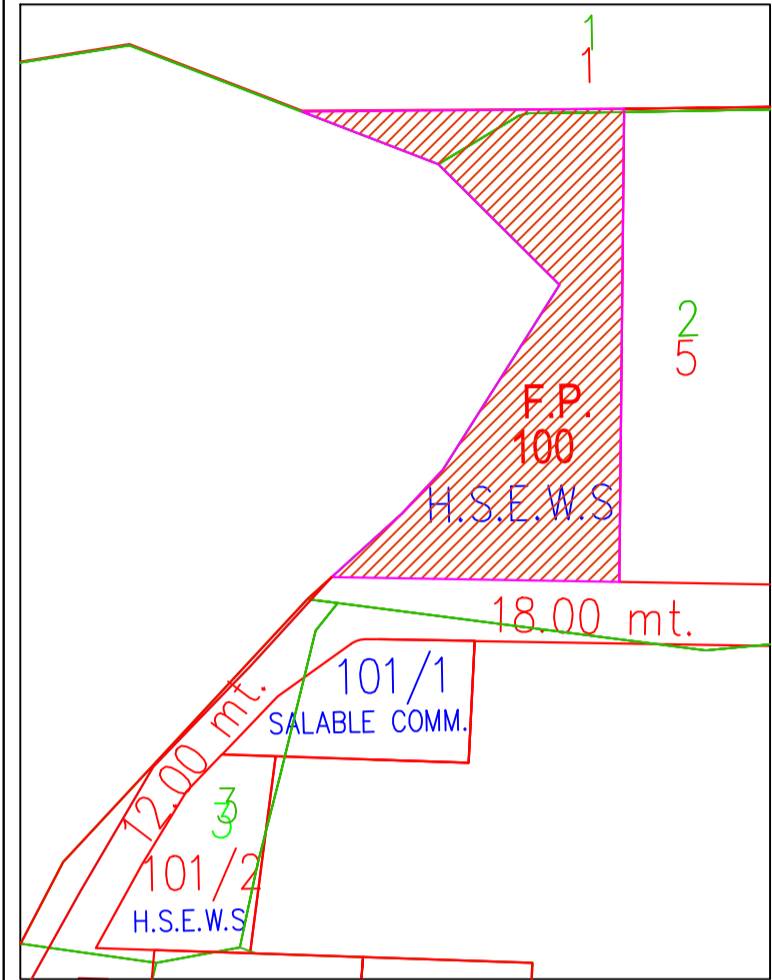 1
1
2
5
F.P.
100
H.S.E.W.S
18.00 mt.
101/1
SALABLE COMM.
12.00 mt.
3
3
101/2
H.S.E.W.S